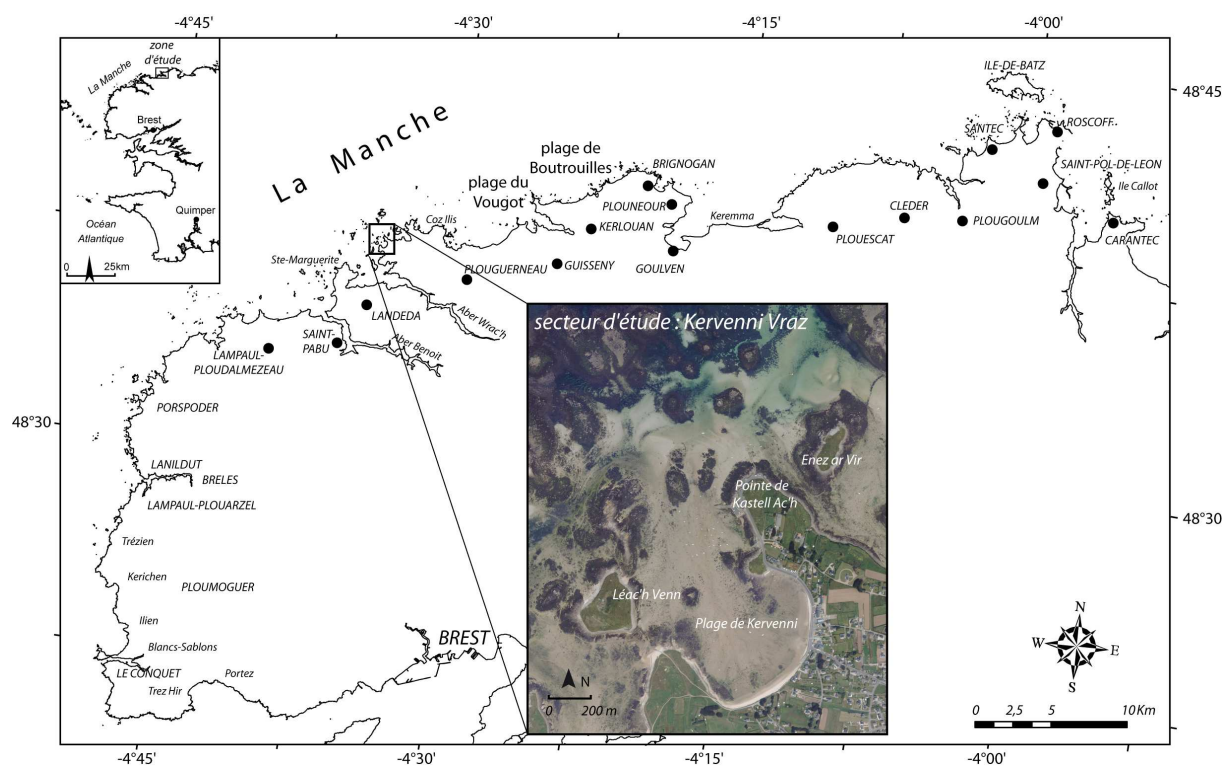 -4°45'
-4°30'
-4°15'
-4°00'
zone
d'étude
La Manche
Brest
Quimper
Océan
Atlantique
0 25km
La Manche
ILE-DE-BATZ
48°45
ROSCOFF
SANTEC
SAINT-POL-DE-LEON
Ile Callot
CARANTEC
plage de
Boutrouilles
BRIGNOGAN
plage du
Vougot
PLOUNEOUR
CLEDER
Coz Ilis
KERLOUAN
Keremma
PLOUGOULM
PLOUESCAT
Ste-Marguerite
PLOUGUERNEAU
GUISSENY
GOULVEN
LANDEDA
Aber Wrac'h
SAINT-
PABU
Aber Benoit
LAMPAUL-
PLOUDALMEZEAU
secteur d'étude : Kervenni Vraz
Enez ar Vir
Pointe de
Kastell Ac'h
Léac'h Venn
Plage de Kervenni
N
0 200 m
PORSPODER
48°30
LANILDUT
BRELES
LAMPAUL-PLOUARZEL
48°30
Trézien
Kerichen
PLOUMOGUER
Ilien
BREST
Blancs-Sablons
LE CONQUET
Portez
Trez Hir
N
W
E
S
0 2,5 5 10Km
-4°45'
-4°30'
-4°15'
-4°00'